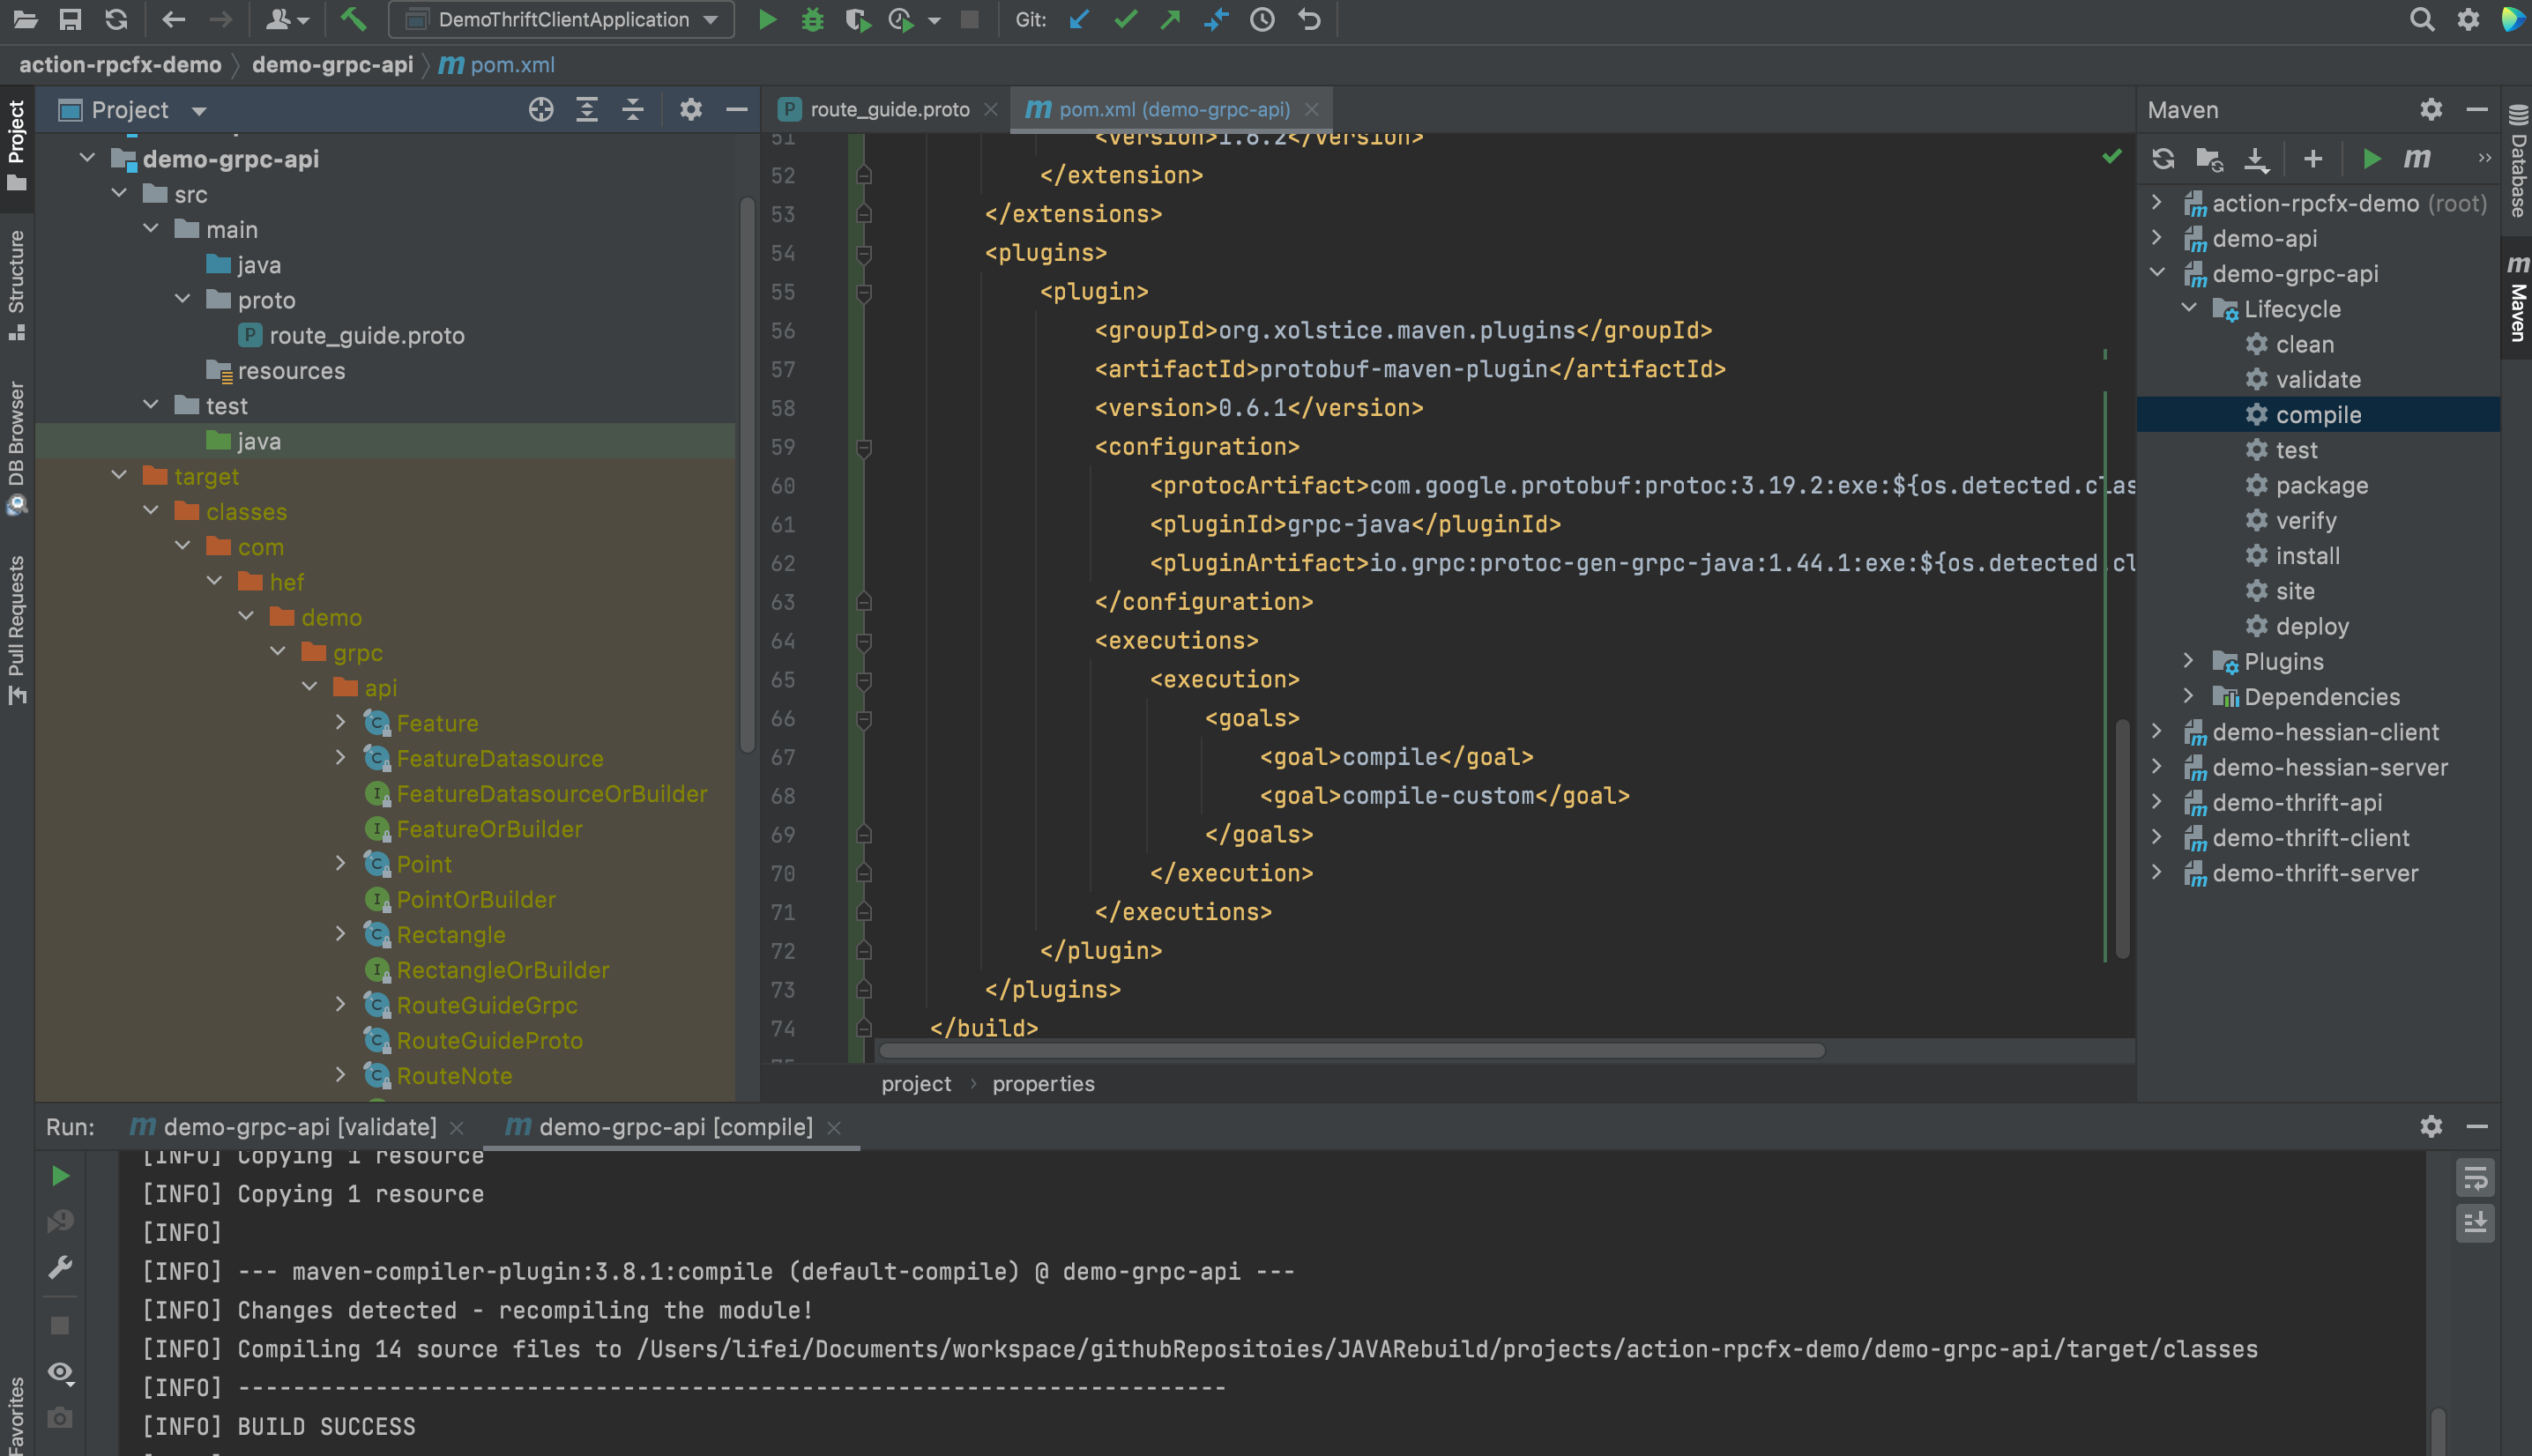 DemoThriftClientApplication
Git:
action-rpcfx-demo
demo-grpc-api
pom.xml
Project
Project
Structure
DB Browser
Pull Requests
Favorites
demo-grpc-api
src
main
java
proto
route_guide.proto
resources
test
java
target
classes
com
hef
demo
grpc
api
Feature
FeatureDatasource
FeatureDatasourceOrBuilder
FeatureOrBuilder
Point
PointOrBuilder
Rectangle
RectangleOrBuilder
RouteGuideGrpc
RouteGuideProto
RouteNote
route_guide.proto
pom.xml (demo-grpc-api)
51 <version>1.6.2</version>
52 </extension>
53 </extensions>
54 <plugins>
55 <plugin>
56 <groupId>org.xolstice.maven.plugins</groupId>
57 <artifactId>protobuf-maven-plugin</artifactId>
58 <version>0.6.1</version>
59 <configuration>
60 <protocArtifact>com.google.protobuf:protoc:3.19.2:exe:${os.detected.clas
61 <pluginId>grpc-java</pluginId>
62 <pluginArtifact>io.grpc:protoc-gen-grpc-java:1.44.1:exe:${os.detected.cl
63 </configuration>
64 <executions>
65 <execution>
66 <goals>
67 <goal>compile</goal>
68 <goal>compile-custom</goal>
69 </goals>
70 </execution>
71 </executions>
72 </plugin>
73 </plugins>
74 </build>
project
properties
Maven
action-rpcfx-demo (root)
demo-api
demo-grpc-api
Lifecycle
clean
validate
compile
test
package
verify
install
site
deploy
Plugins
Dependencies
demo-hessian-client
demo-hessian-server
demo-thrift-api
demo-thrift-client
demo-thrift-server
Database
Maven
Run:
demo-grpc-api [validate]
demo-grpc-api [compile]
[INFO] Copying 1 resource
[INFO] Copying 1 resource
[INFO]
[INFO] --- maven-compiler-plugin:3.8.1:compile (default-compile) @ demo-grpc-api ---
[INFO] Changes detected - recompiling the module!
[INFO] Compiling 14 source files to /Users/lifei/Documents/workspace/githubRepositoies/JAVARebuild/projects/action-rpcfx-demo/demo-grpc-api/target/classes
[INFO] ------------------------------------------------------------------------
[INFO] BUILD SUCCESS